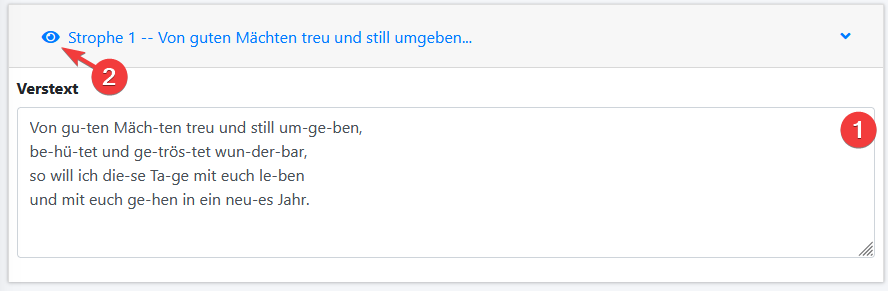 Strophe 1 -- Von guten Mächten treu und still umgeben...
2
Verstext
1
Von gu-ten Mäch-ten treu und still um-ge-ben,
be-hü-tet und ge-trös-tet wun-der-bar,
so will ich die-se Ta-ge mit euch le-ben
und mit euch ge-hen in ein neu-es Jahr.